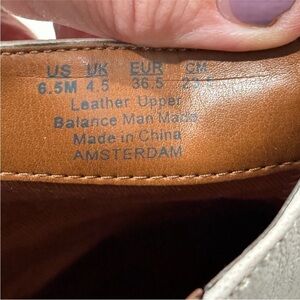 US UK EUR CM
6.5M 4.5 36.5
Leather Upper
Balance Man Made
Made in China
AMSTERDAM